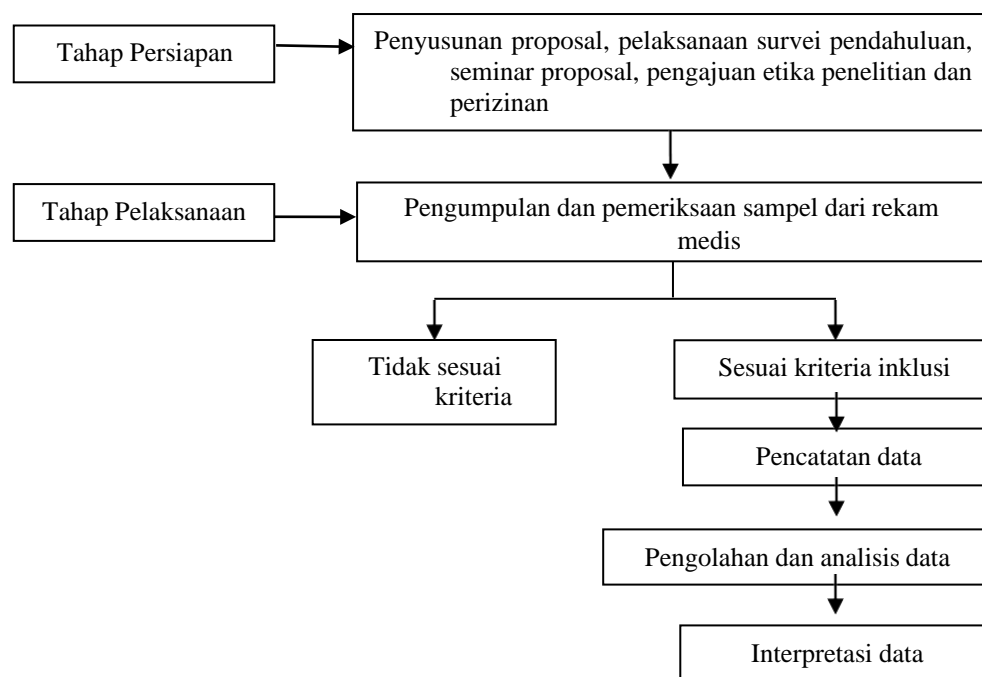 Tahap Persiapan
Penyusunan proposal, pelaksanaan survei pendahuluan,
seminar proposal, pengajuan etika penelitian dan
perizinan
Tahap Pelaksanaan
Pengumpulan dan pemeriksaan sampel dari rekam
medis
Tidak sesuai
kriteria
Sesuai kriteria inklusi
Pencatatan data
Pengolahan dan analisis data
Interpretasi data